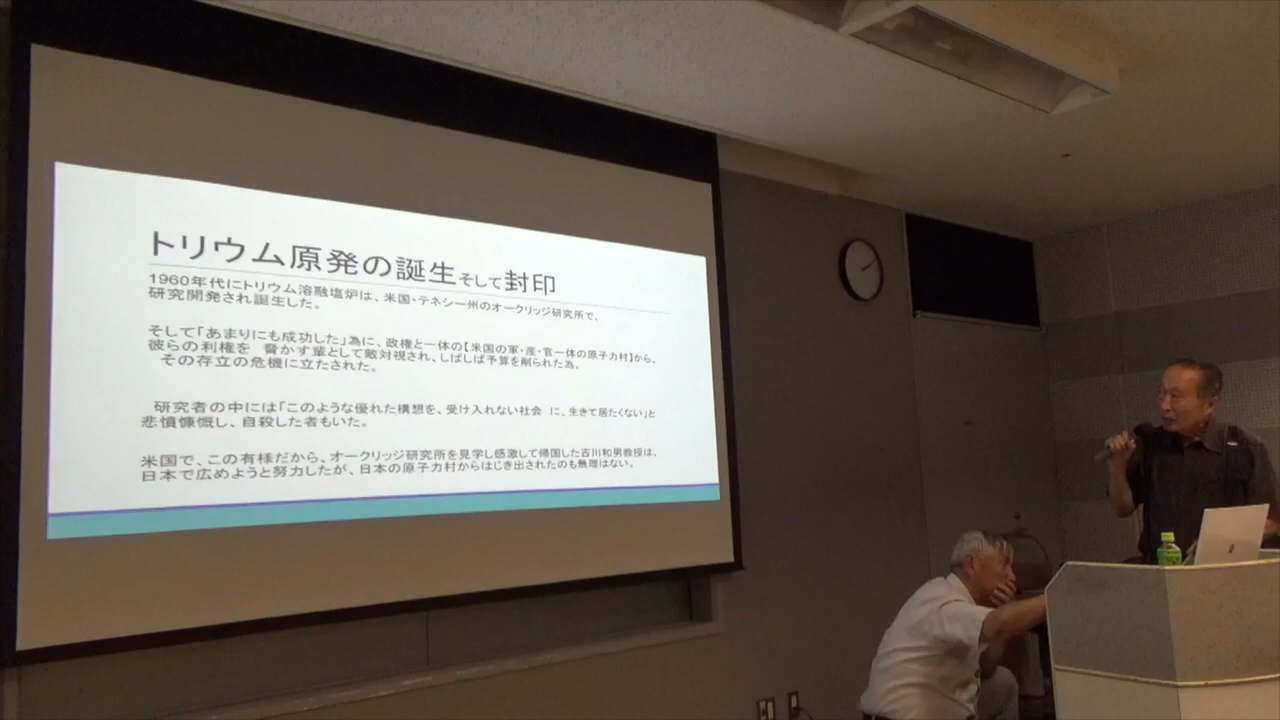 トリウム原発の誕生そして封印
1960年代にトリウム溶融塩炉は、米国・テネシー州のオークリッジ研究所で、
研究開発され誕生した。
そして「あまりにも成功した」為に、政権と一体の【米国の軍・産・官一体の原子力村】から、
彼らの利権を 脅かす輩として敵対視され、しばしば予算を削られた為、
その存立の危機に立たされた。
研究者の中には「このような優れた構想を、受け入れない社会 に、生きて居たくない」と
悲憤慷慨し、自殺した者もいた。
米国で、この有様だから、オークリッジ研究所を見学し感激して帰国した古川和男教授は、
日本で広めようと努力したが、日本の原子力村からはじき出されたのも無理はない。